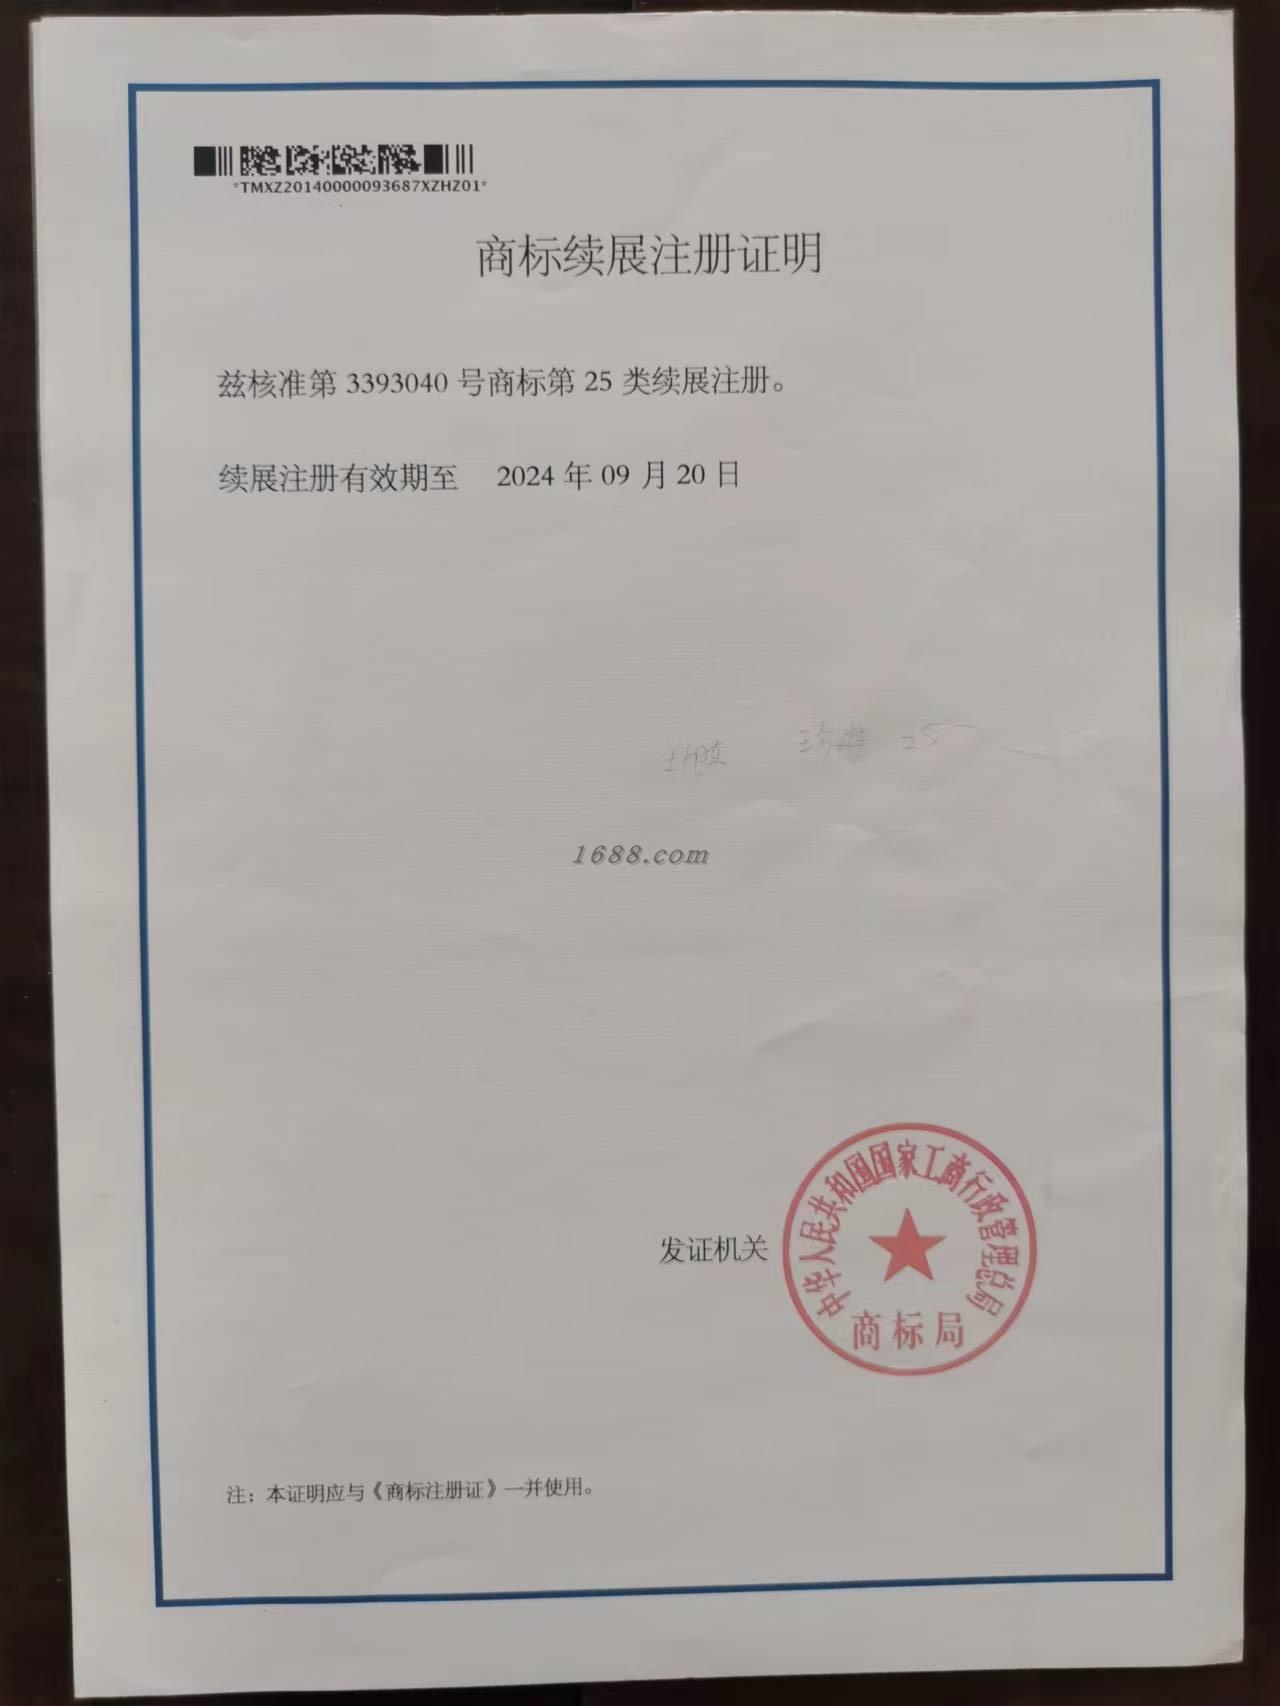 *TMXZ20140000093687XZHZ01*
商标续展注册证明
兹核准第 3393040 号商标第 25 类续展注册。
续展注册有效期至 2024 年 09 月 20 日
25
1688.com
发证机关
中华人民共和国国家工商行政管理总局
商标局
注：本证明应与《商标注册证》一并使用。